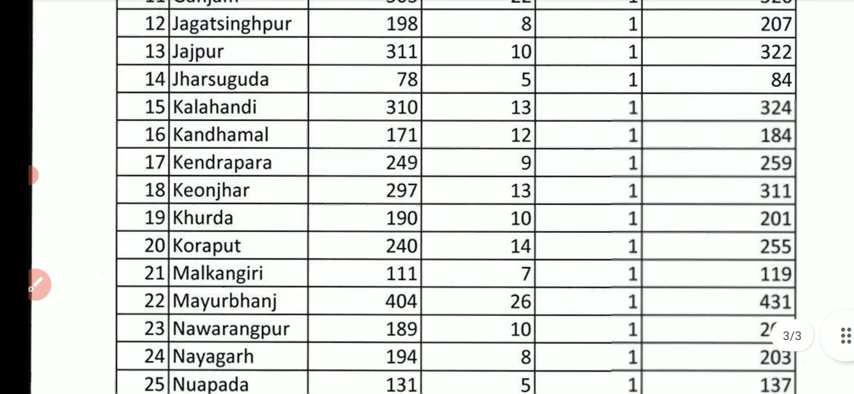 12 Jagatsinghpur 198 8 1 207
13 Jajpur 311 10 1 322
14 Jharsuguda 78 5 1 84
15 Kalahandi 310 13 1 324
16 Kandhamal 171 12 1 184
17 Kendrapara 249 9 1 259
18 Keonjhar 297 13 1 311
19 Khurda 190 10 1 201
20 Koraput 240 14 1 255
21 Malkangiri 111 7 1 119
22 Mayurbhanj 404 26 1 431
23 Nawarangpur 189 10 1
3/3
24 Nayagarh 194 8 1 203
25 Nuapada 131 5 1 137